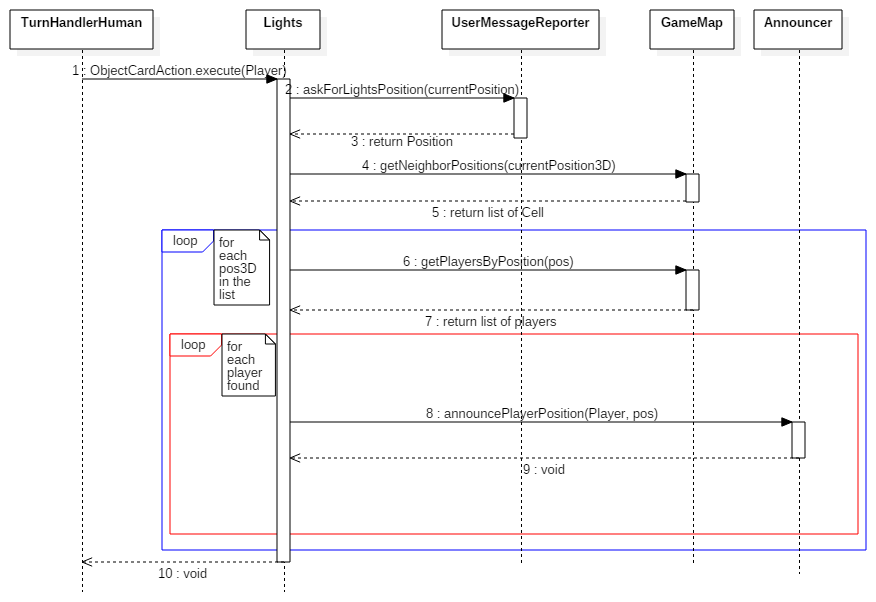 TurnHandlerHuman
Lights
UserMessageReporter
GameMap
Announcer
1 : ObjectCardAction.execute(Player)
2 : askForLightsPosition(currentPosition)
3 : return Position
4 : getNeighborPositions(currentPosition3D)
5 : return list of Cell
loop
for
each
pos3D
in the
list
6 : getPlayersByPosition(pos)
7 : return list of players
loop
for
each
player
found
8 : announcePlayerPosition(Player, pos)
9 : void
10 : void